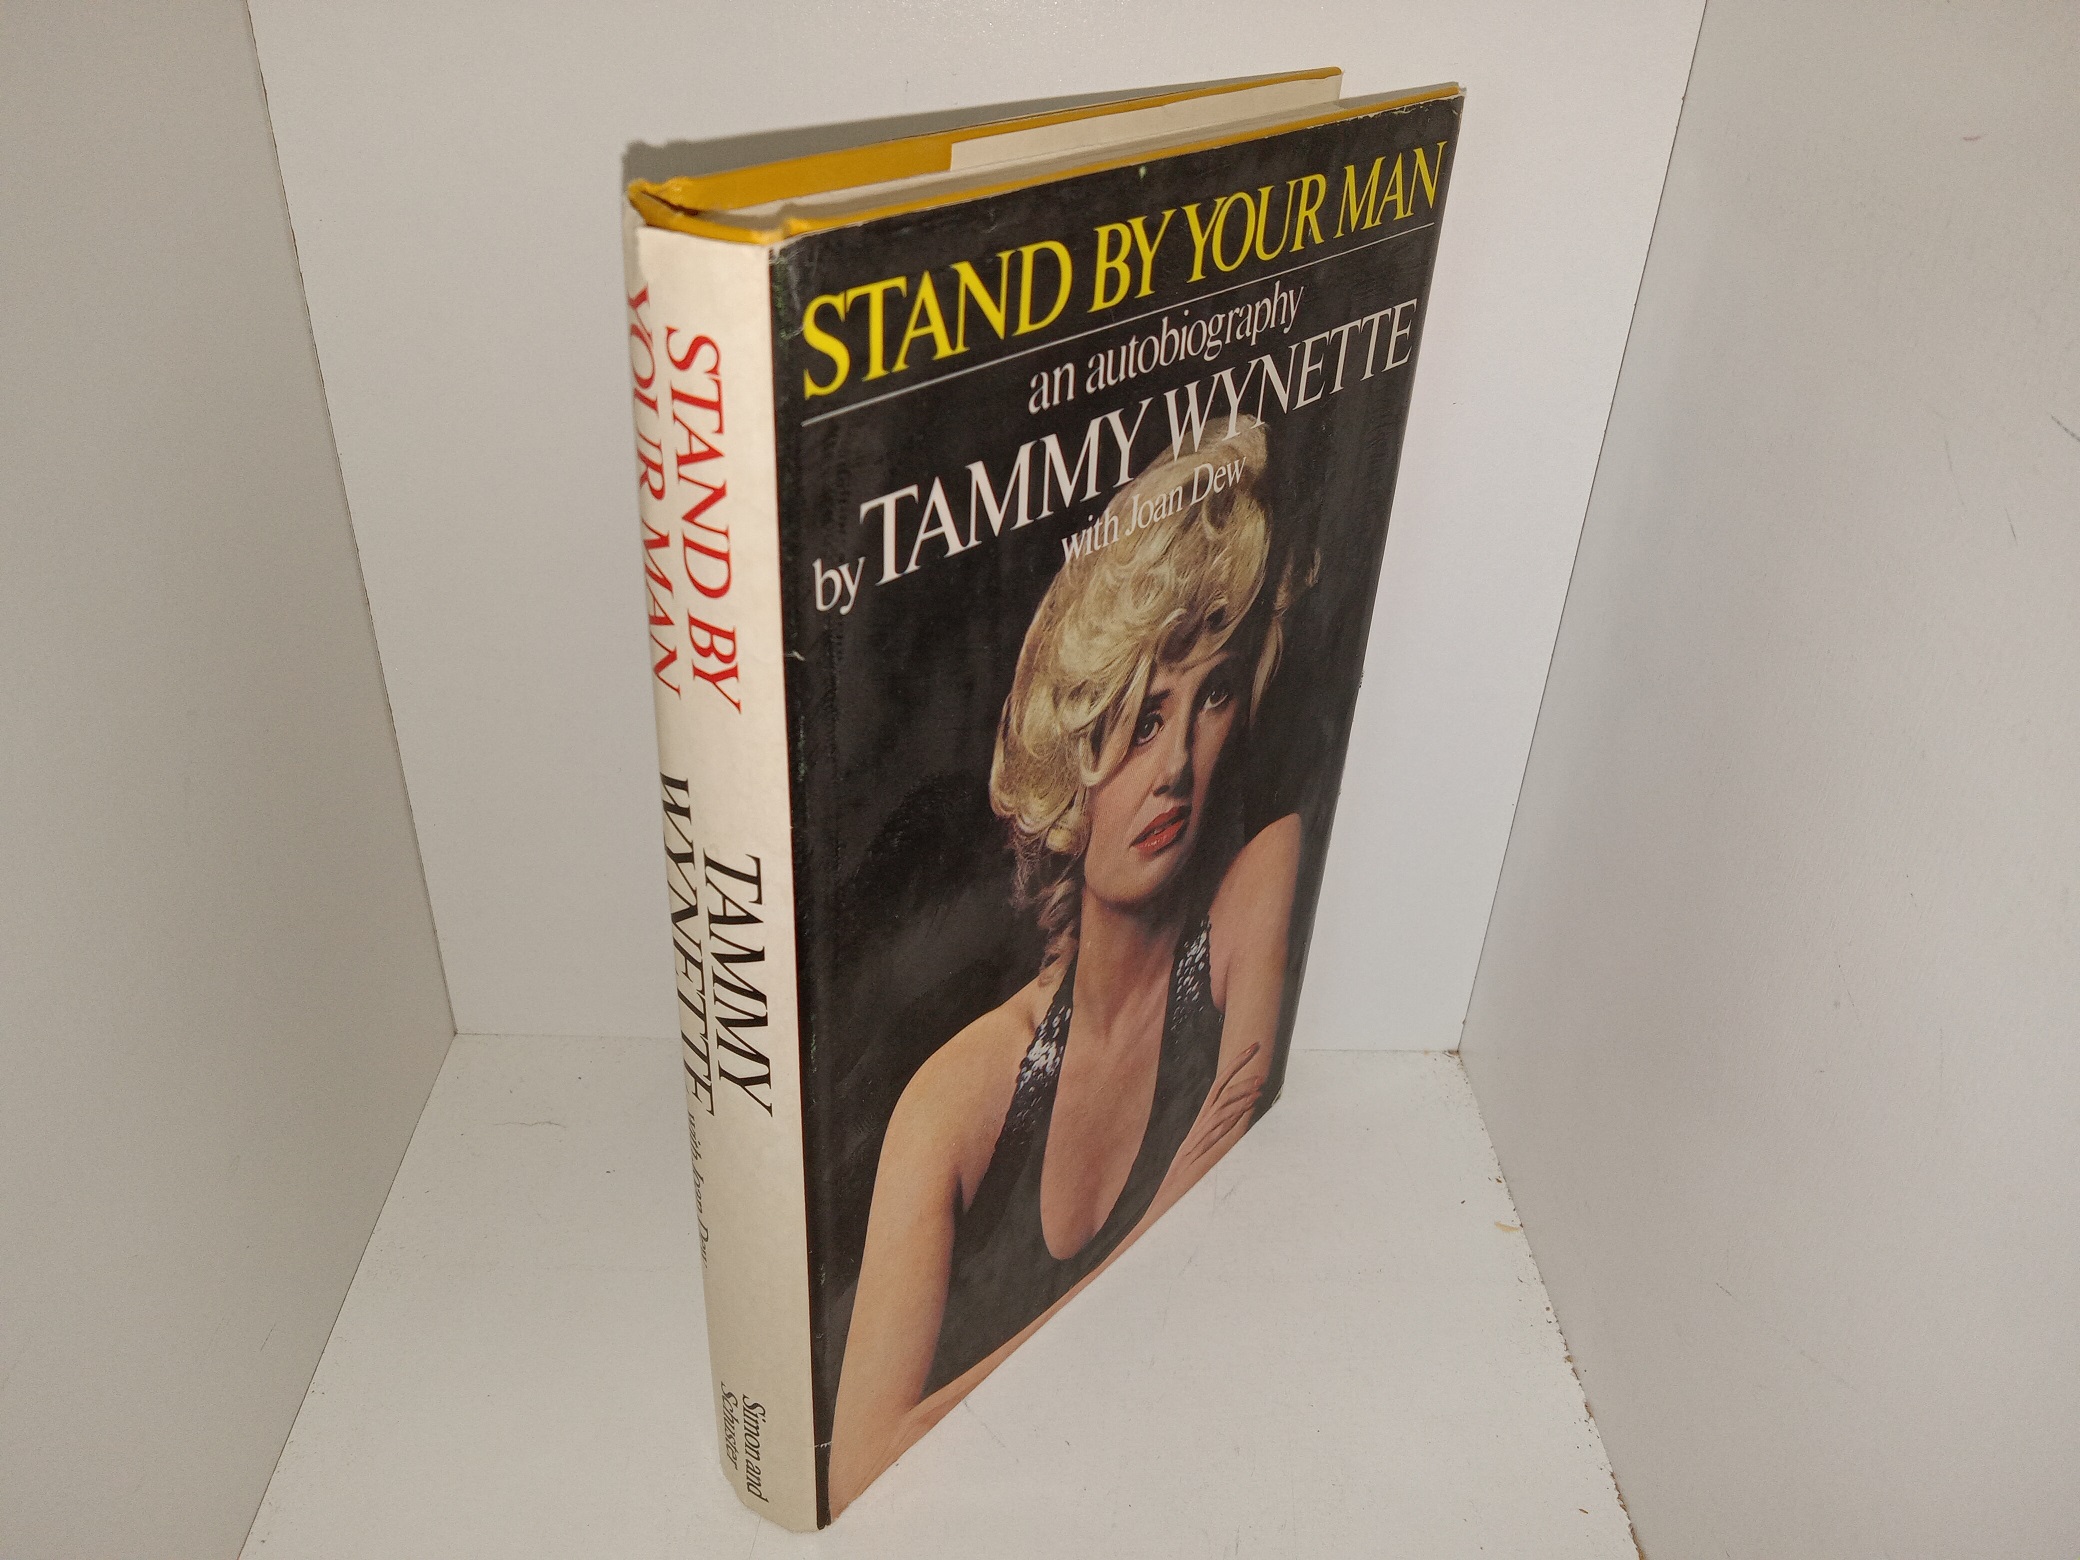 STAND BY YOUR MAN
an autobiography
by TAMMY WYNETTE
with Joan Dew
STAND BY
YOUR MAN
TAMMY
WYNETTE with Joan Dew
Simon and
Schuster